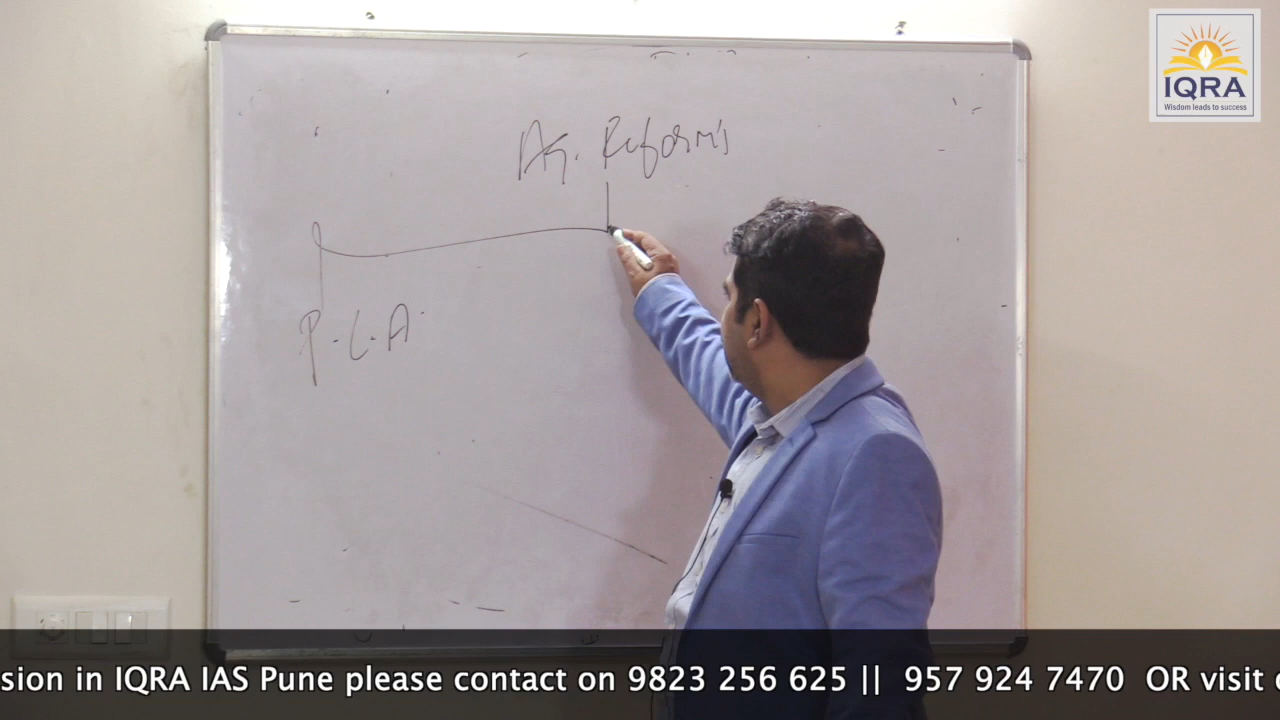 IQRA
Wisdom leads to success
Ag. Reform's
P.L.A.
sion in IQRA IAS Pune please contact on 9823 256 625 || 957 924 7470 OR visit